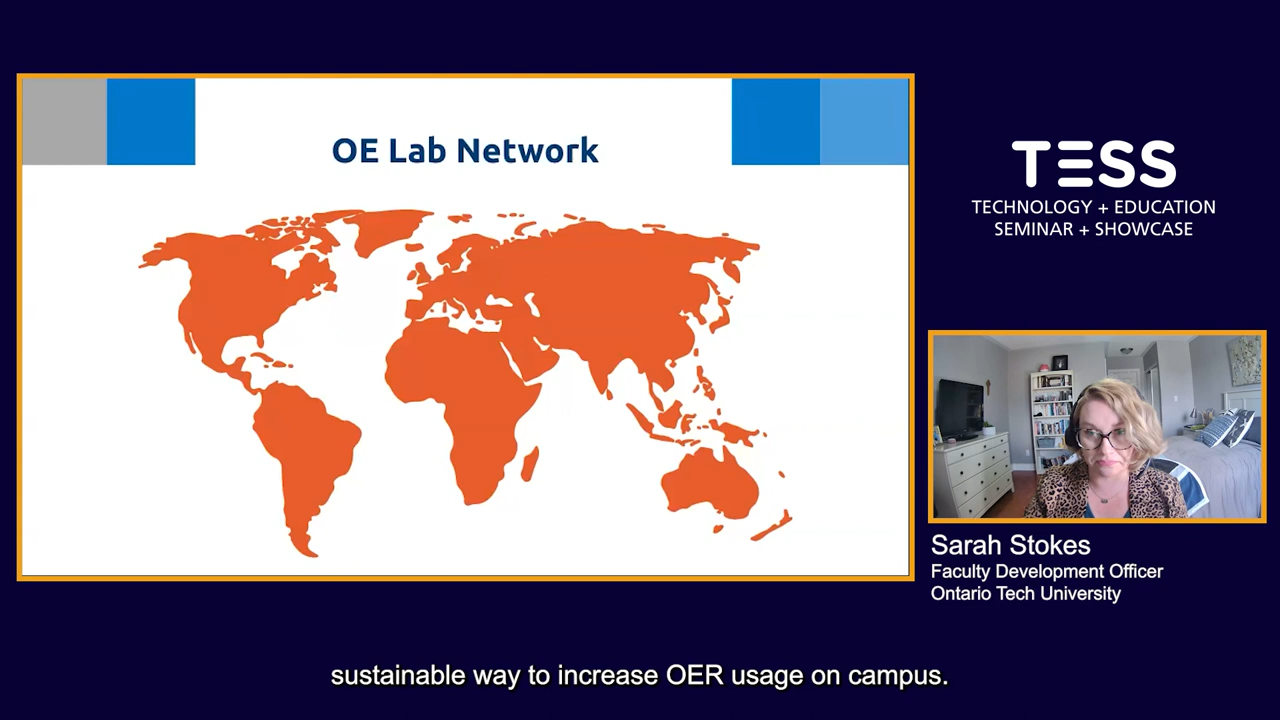 OE Lab Network
TESS
TECHNOLOGY + EDUCATION
SEMINAR + SHOWCASE
Sarah Stokes
Faculty Development Officer
Ontario Tech University
sustainable way to increase OER usage on campus.